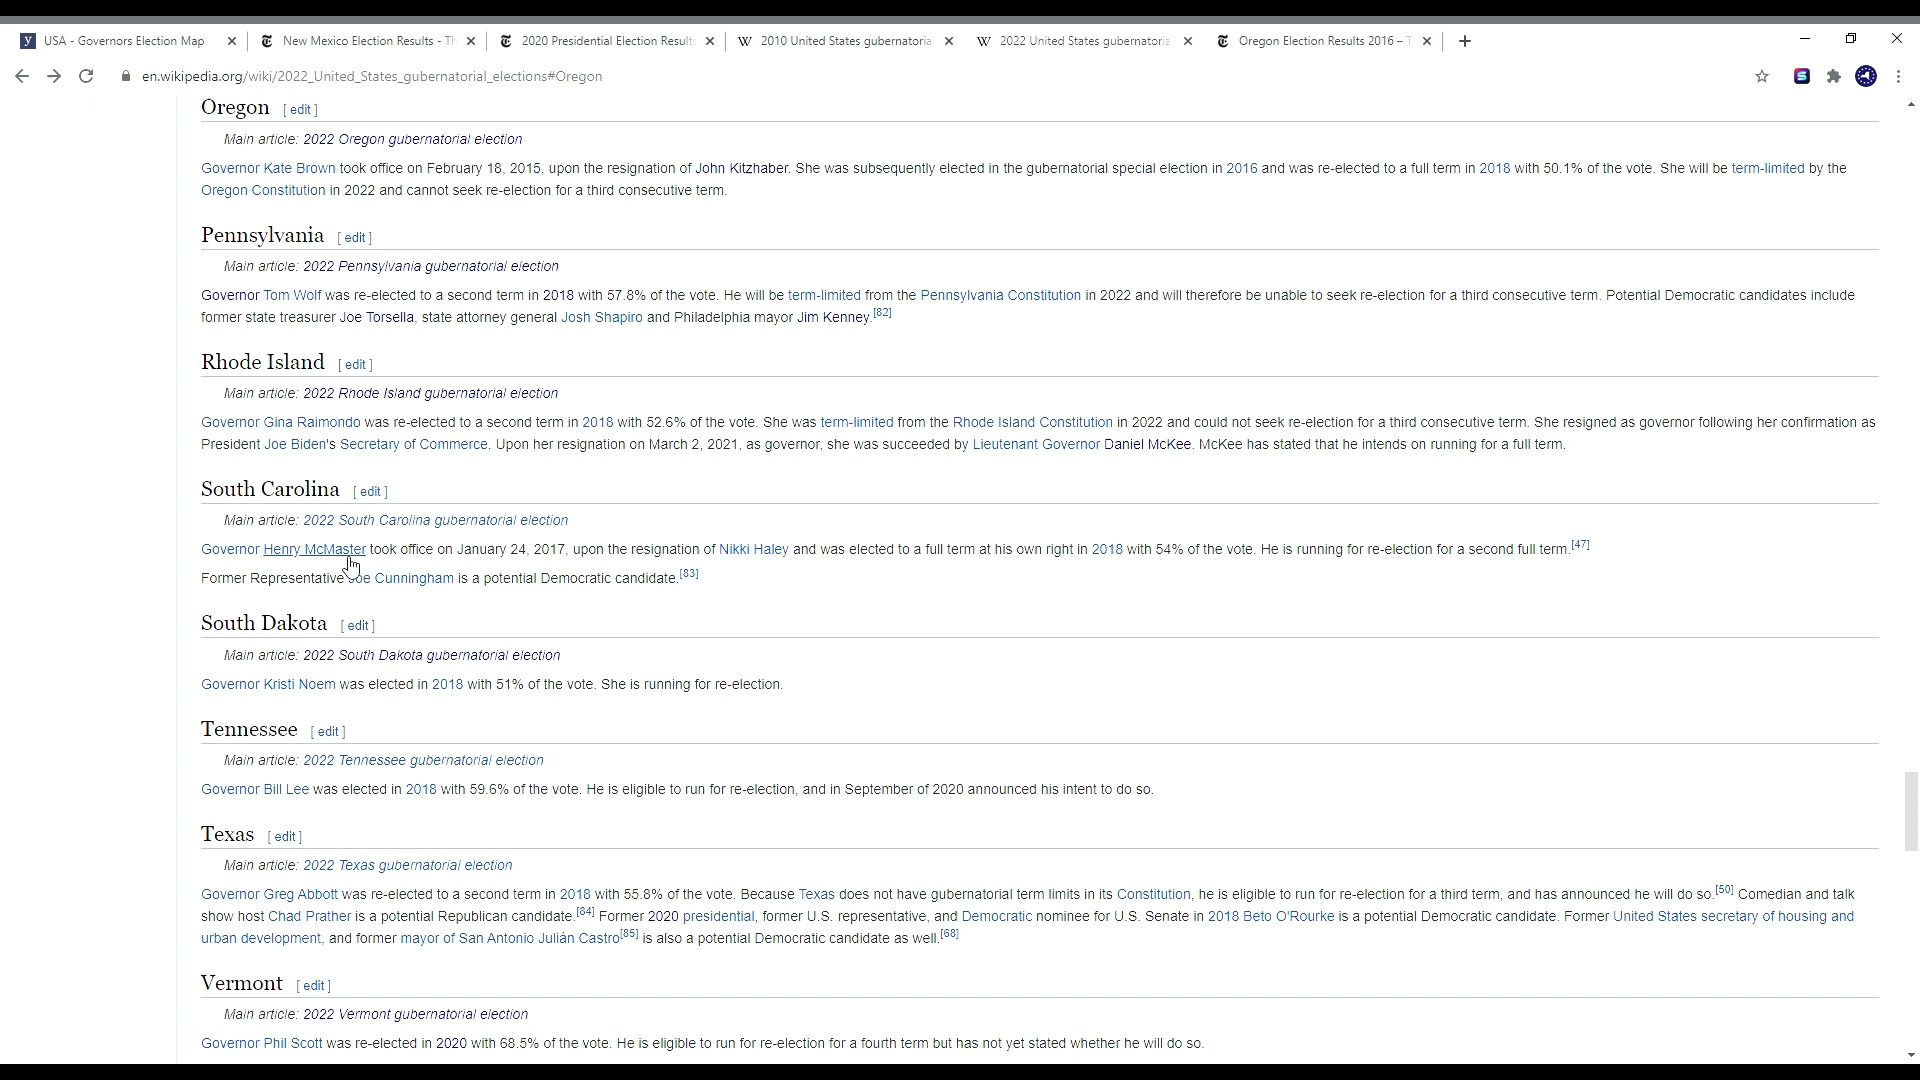 USA - Governors Election Map
New Mexico Election Results - Th
2020 Presidential Election Results
2010 United States gubernatorial
2022 United States gubernatoria
Oregon Election Results 2016 – T
en.wikipedia.org/wiki/2022_United_States_gubernatorial_elections#Oregon
Oregon [ edit ]
Main article: 2022 Oregon gubernatorial election
Governor Kate Brown took office on February 18, 2015, upon the resignation of John Kitzhaber. She was subsequently elected in the gubernatorial special election in 2016 and was re-elected to a full term in 2018 with 50.1% of the vote. She will be term-limited by the
Oregon Constitution in 2022 and cannot seek re-election for a third consecutive term.
Pennsylvania [ edit ]
Main article: 2022 Pennsylvania gubernatorial election
Governor Tom Wolf was re-elected to a second term in 2018 with 57.8% of the vote. He will be term-limited from the Pennsylvania Constitution in 2022 and will therefore be unable to seek re-election for a third consecutive term. Potential Democratic candidates include
former state treasurer Joe Torsella, state attorney general Josh Shapiro and Philadelphia mayor Jim Kenney.[82]
Rhode Island [ edit ]
Main article: 2022 Rhode Island gubernatorial election
Governor Gina Raimondo was re-elected to a second term in 2018 with 52.6% of the vote. She was term-limited from the Rhode Island Constitution in 2022 and could not seek re-election for a third consecutive term. She resigned as governor following her confirmation as
President Joe Biden's Secretary of Commerce. Upon her resignation on March 2, 2021, as governor, she was succeeded by Lieutenant Governor Daniel McKee. McKee has stated that he intends on running for a full term.
South Carolina [ edit ]
Main article: 2022 South Carolina gubernatorial election
Governor Henry McMaster took office on January 24, 2017, upon the resignation of Nikki Haley and was elected to a full term at his own right in 2018 with 54% of the vote. He is running for re-election for a second full term.[47]
Former Representative Joe Cunningham is a potential Democratic candidate.[83]
South Dakota [ edit ]
Main article: 2022 South Dakota gubernatorial election
Governor Kristi Noem was elected in 2018 with 51% of the vote. She is running for re-election.
Tennessee [ edit ]
Main article: 2022 Tennessee gubernatorial election
Governor Bill Lee was elected in 2018 with 59.6% of the vote. He is eligible to run for re-election, and in September of 2020 announced his intent to do so.
Texas [ edit ]
Main article: 2022 Texas gubernatorial election
Governor Greg Abbott was re-elected to a second term in 2018 with 55.8% of the vote. Because Texas does not have gubernatorial term limits in its Constitution, he is eligible to run for re-election for a third term, and has announced he will do so.[50] Comedian and talk
show host Chad Prather is a potential Republican candidate.[84] Former 2020 presidential, former U.S. representative, and Democratic nominee for U.S. Senate in 2018 Beto O'Rourke is a potential Democratic candidate. Former United States secretary of housing and
urban development, and former mayor of San Antonio Julián Castro[85] is also a potential Democratic candidate as well.[68]
Vermont [ edit ]
Main article: 2022 Vermont gubernatorial election
Governor Phil Scott was re-elected in 2020 with 68.5% of the vote. He is eligible to run for re-election for a fourth term but has not yet stated whether he will do so.